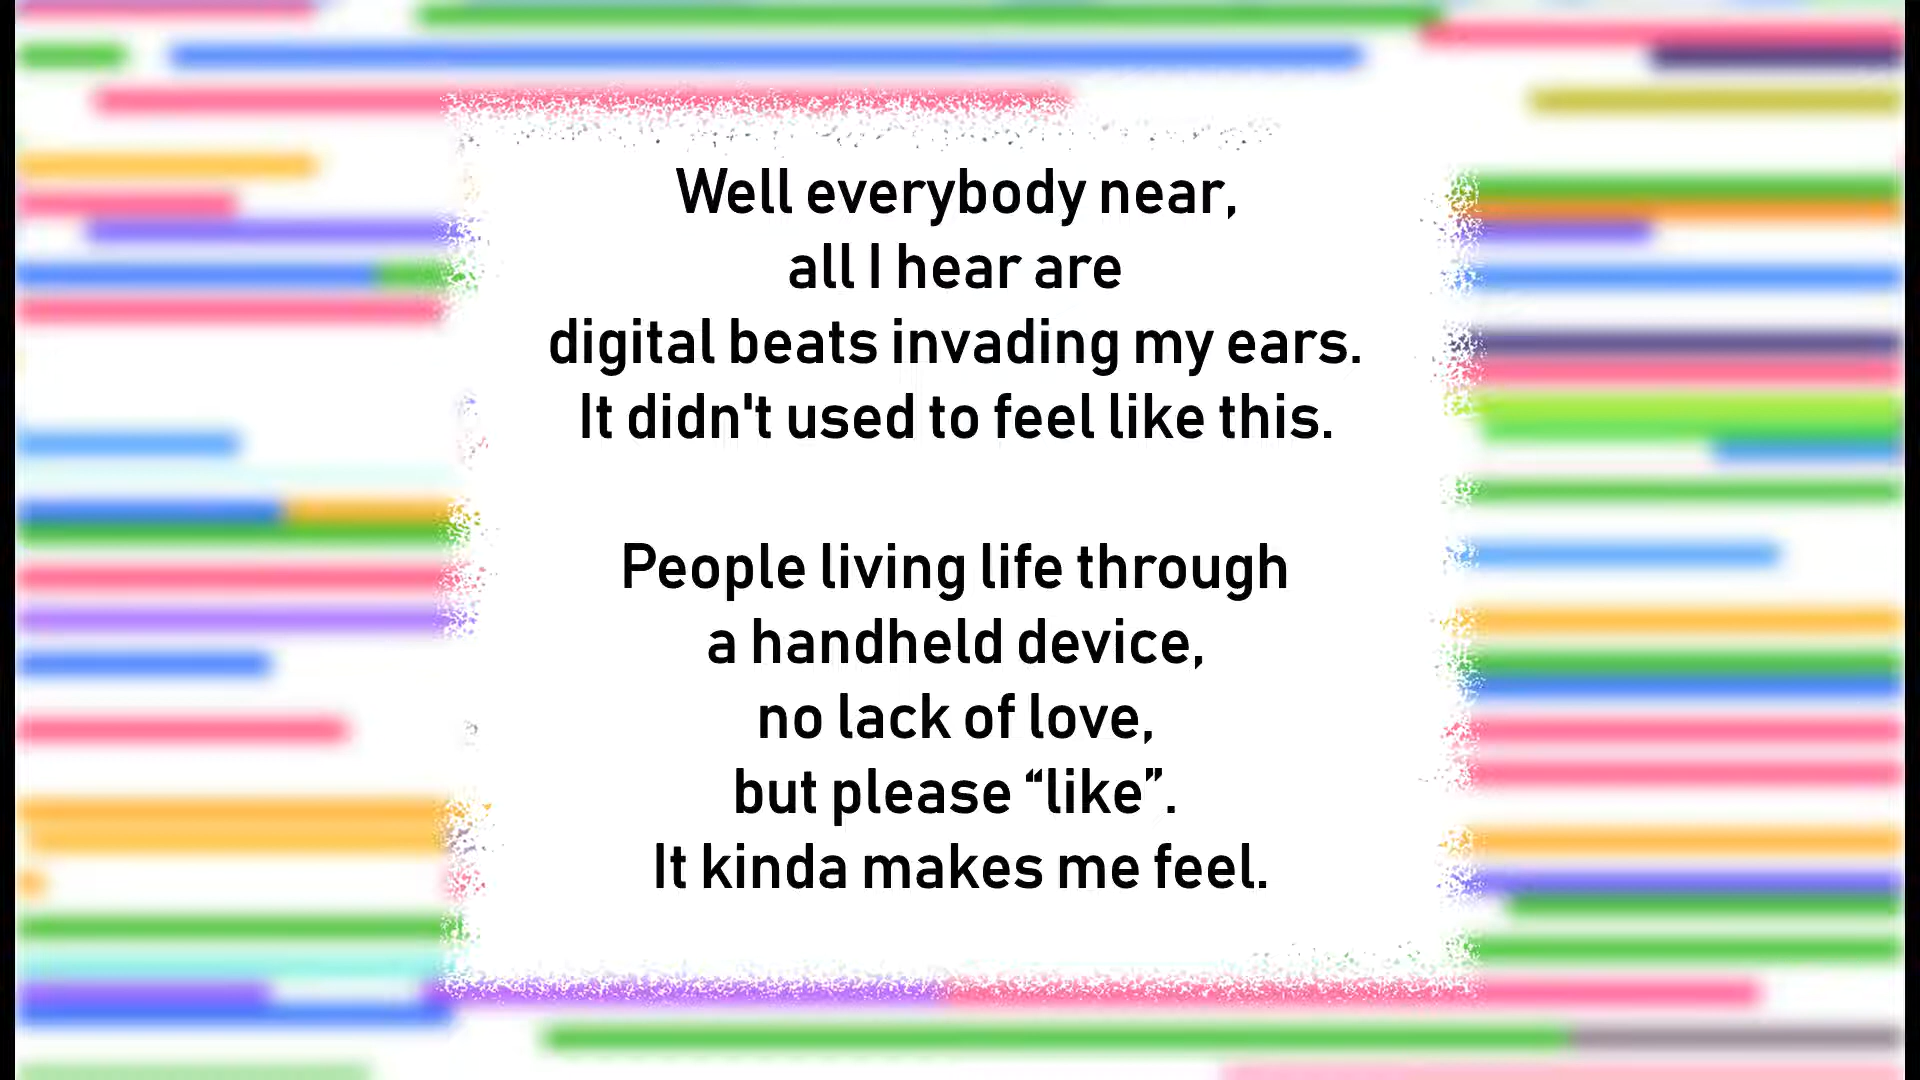 Well everybody near,
all I hear are
digital beats invading my ears.
It didn't used to feel like this.
People living life through
a handheld device,
no lack of love,
but please “like”.
It kinda makes me feel.